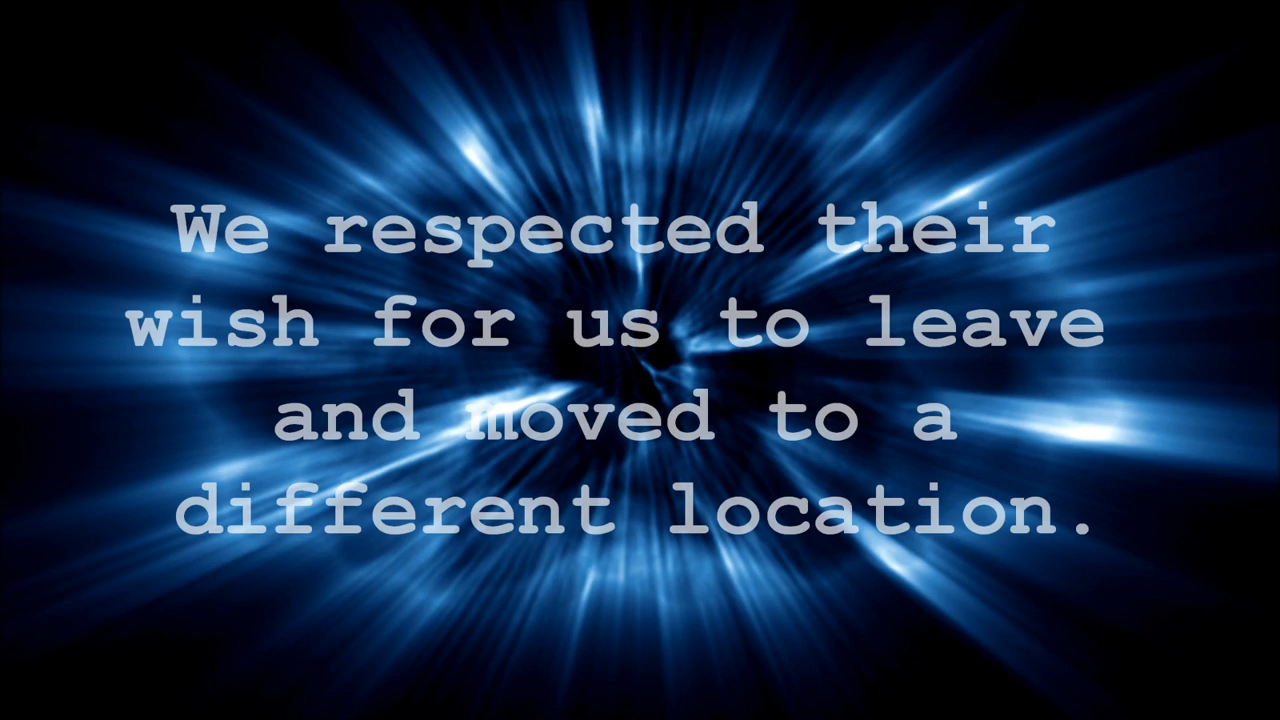 We respected their
wish for us to leave
and moved to a
different location.